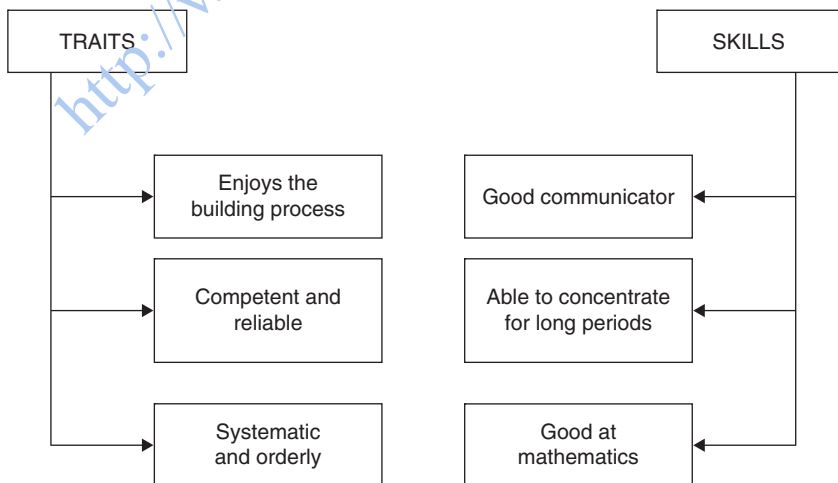 TRAITS
SKILLS
http://
Enjoys the
building process
Good communicator
Competent and
reliable
Able to concentrate
for long periods
Systematic
and orderly
Good at
mathematics